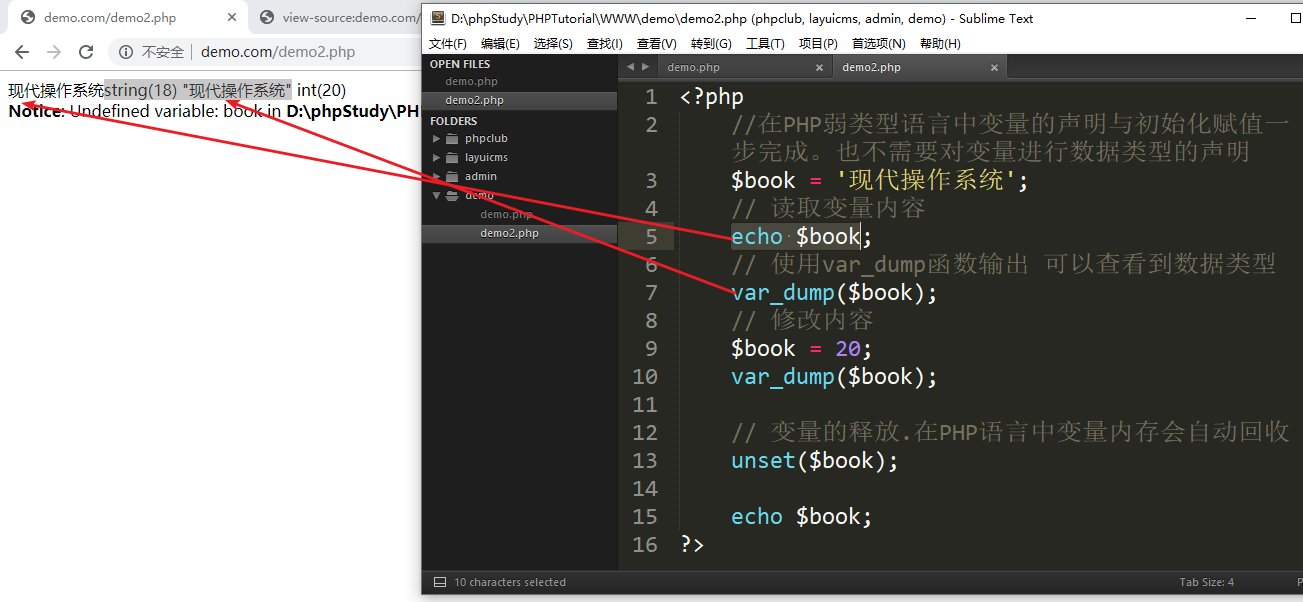 demo.com/demo2.php
view-source:demo.com/
不安全 demo.com/demo2.php
现代操作系统string(18) "现代操作系统" int(20)
Notice: Undefined variable: book in D:\phpStudy\PH
D:\phpStudy\PHPTutorial\WWW\demo\demo2.php (phpclub, layuicms, admin, demo) - Sublime Text
文件(F) 编辑(E) 选择(S) 查找(I) 查看(V) 转到(G) 工具(T) 项目(P) 首选项(N) 帮助(H)
OPEN FILES
demo.php
demo2.php
FOLDERS
phpclub
layuicms
admin
demo
demo.php
demo2.php
demo.php demo2.php
1 <?php
2 //在PHP弱类型语言中变量的声明与初始化赋值一
步完成。也不需要对变量进行数据类型的声明
3 $book = '现代操作系统';
4 // 读取变量内容
5 echo $book;
6 // 使用var_dump函数输出 可以查看到数据类型
7 var_dump($book);
8 // 修改内容
9 $book = 20;
10 var_dump($book);
11
12 // 变量的释放.在PHP语言中变量内存会自动回收
13 unset($book);
14
15 echo $book;
16 ?>
10 characters selected
Tab Size: 4
P